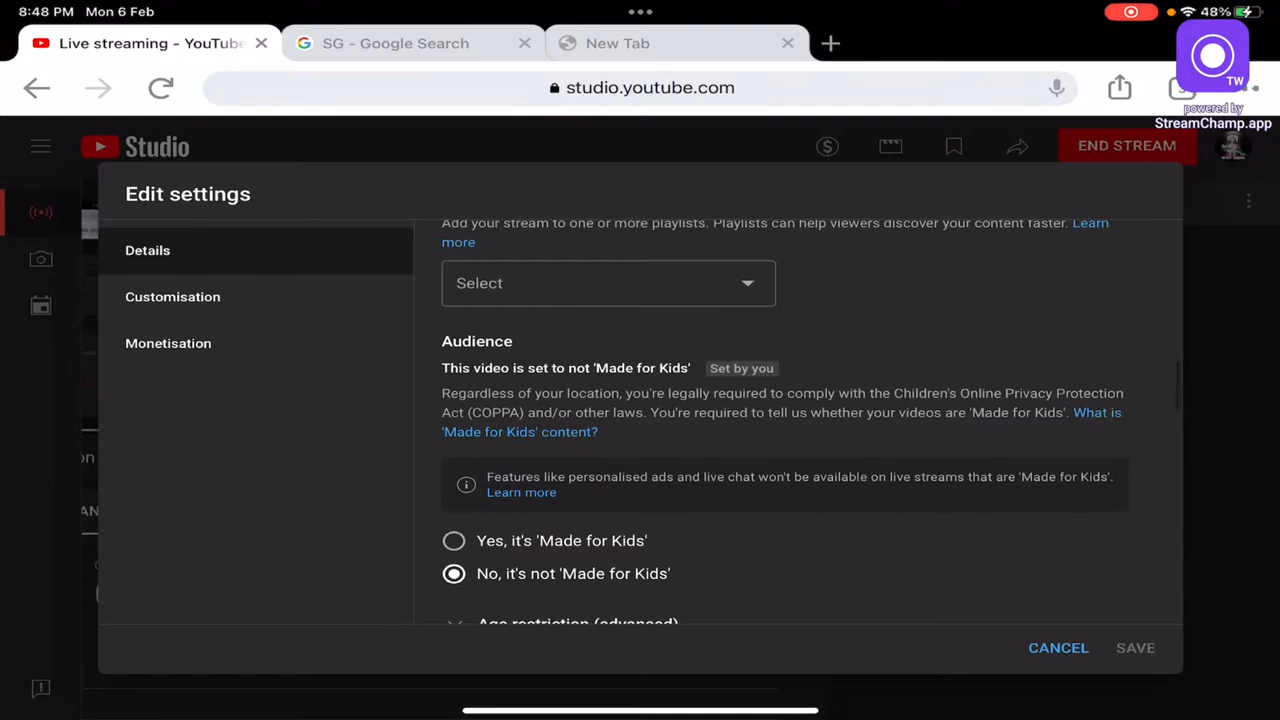 8:48 PM Mon 6 Feb
48%
Live streaming - YouTube
SG - Google Search
New Tab
studio.youtube.com
TW
powered by
StreamChamp.app
Studio
END STREAM
Edit settings
Details
Customisation
Monetisation
Add your stream to one or more playlists. Playlists can help viewers discover your content faster. Learn
more
Select
Audience
This video is set to not 'Made for Kids' Set by you
Regardless of your location, you're legally required to comply with the Children's Online Privacy Protection
Act (COPPA) and/or other laws. You're required to tell us whether your videos are 'Made for Kids'. What is
'Made for Kids' content?
Features like personalised ads and live chat won't be available on live streams that are 'Made for Kids'.
Learn more
Yes, it's 'Made for Kids'
No, it's not 'Made for Kids'
Age restriction (advanced)
CANCEL SAVE